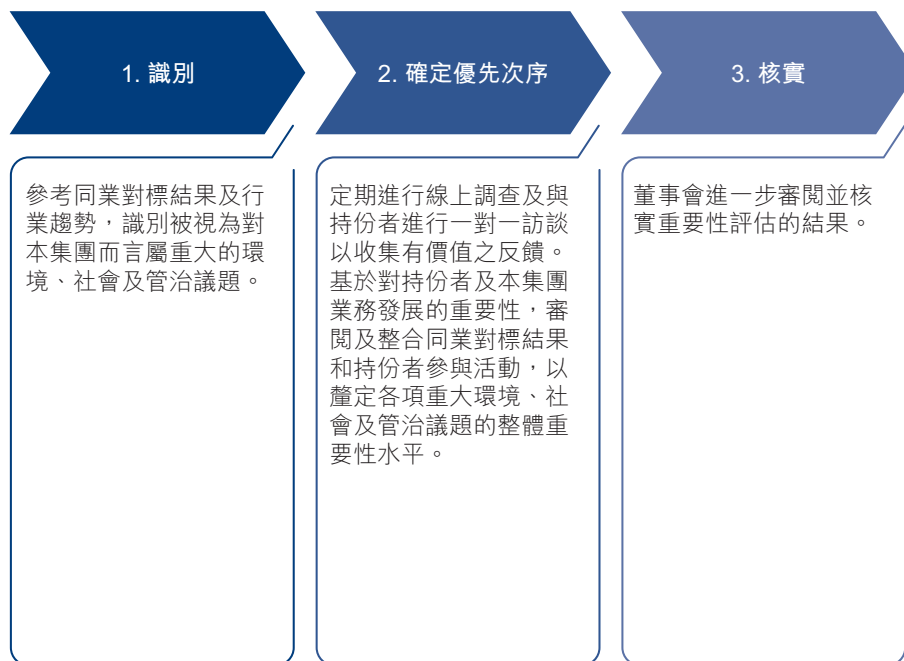 1. 識別
參考同業對標結果及行
業趨勢，識別被視為對
本集團而言屬重大的環
境、社會及管治議題。
2. 確定優先次序
定期進行線上調查及與
持份者進行一對一訪談
以收集有價值之反饋。
基於對持份者及本集團
業務發展的重要性，審
閱及整合同業對標結果
和持份者參與活動，以
釐定各項重大環境、社
會及管治議題的整體重
要性水平。
3. 核實
董事會進一步審閱並核
實重要性評估的結果。